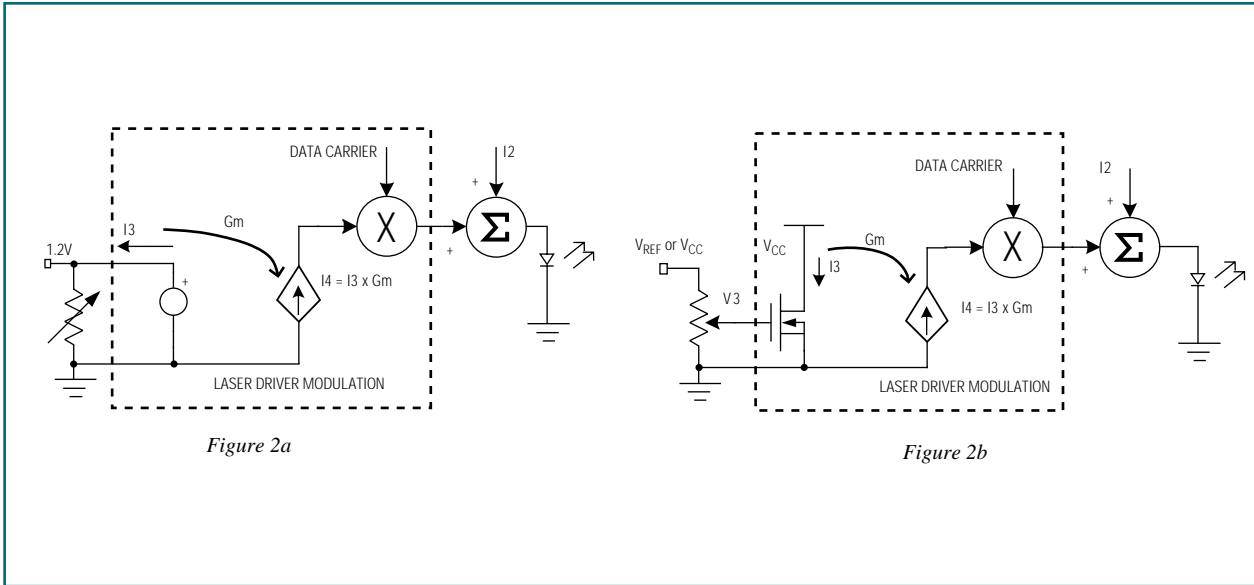 DATA CARRIER
I2
+
I3
Gm
X
Σ
1.2V
+
+
I4 = I3 x Gm
LASER DRIVER MODULATION
Figure 2a
DATA CARRIER
I2
+
VREF or VCC
VCC
Gm
X
Σ
I3
+
V3
I4 = I3 x Gm
LASER DRIVER MODULATION
Figure 2b